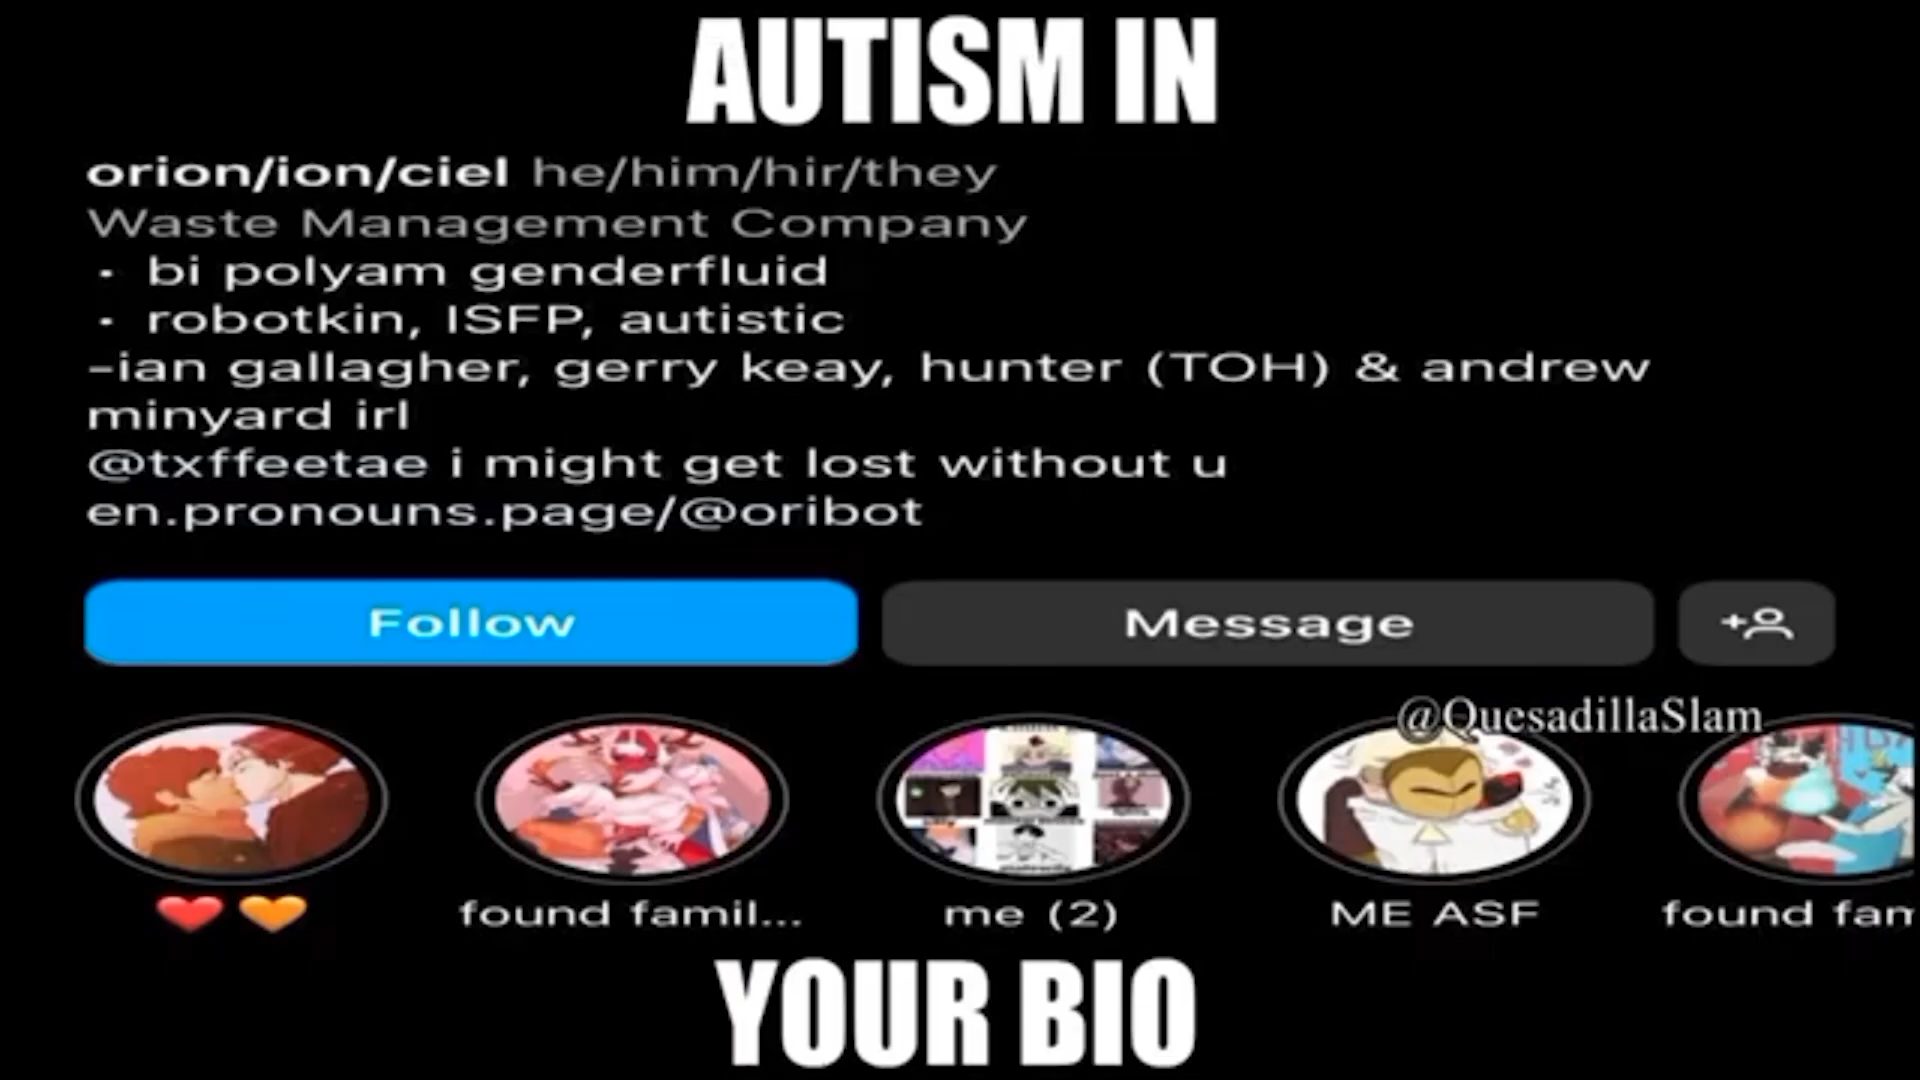 AUTISM IN
orion/ion/ciel he/him/hir/they
Waste Management Company
• bi polyam genderfluid
• robotkin, ISFP, autistic
–ian gallagher, gerry keay, hunter (TOH) & andrew
minyard irl
@txffeetae i might get lost without u
en.pronouns.page/@oribot
Follow Message
@QuesadillaSlam
found famil... me (2) ME ASF found fam
YOUR BIO